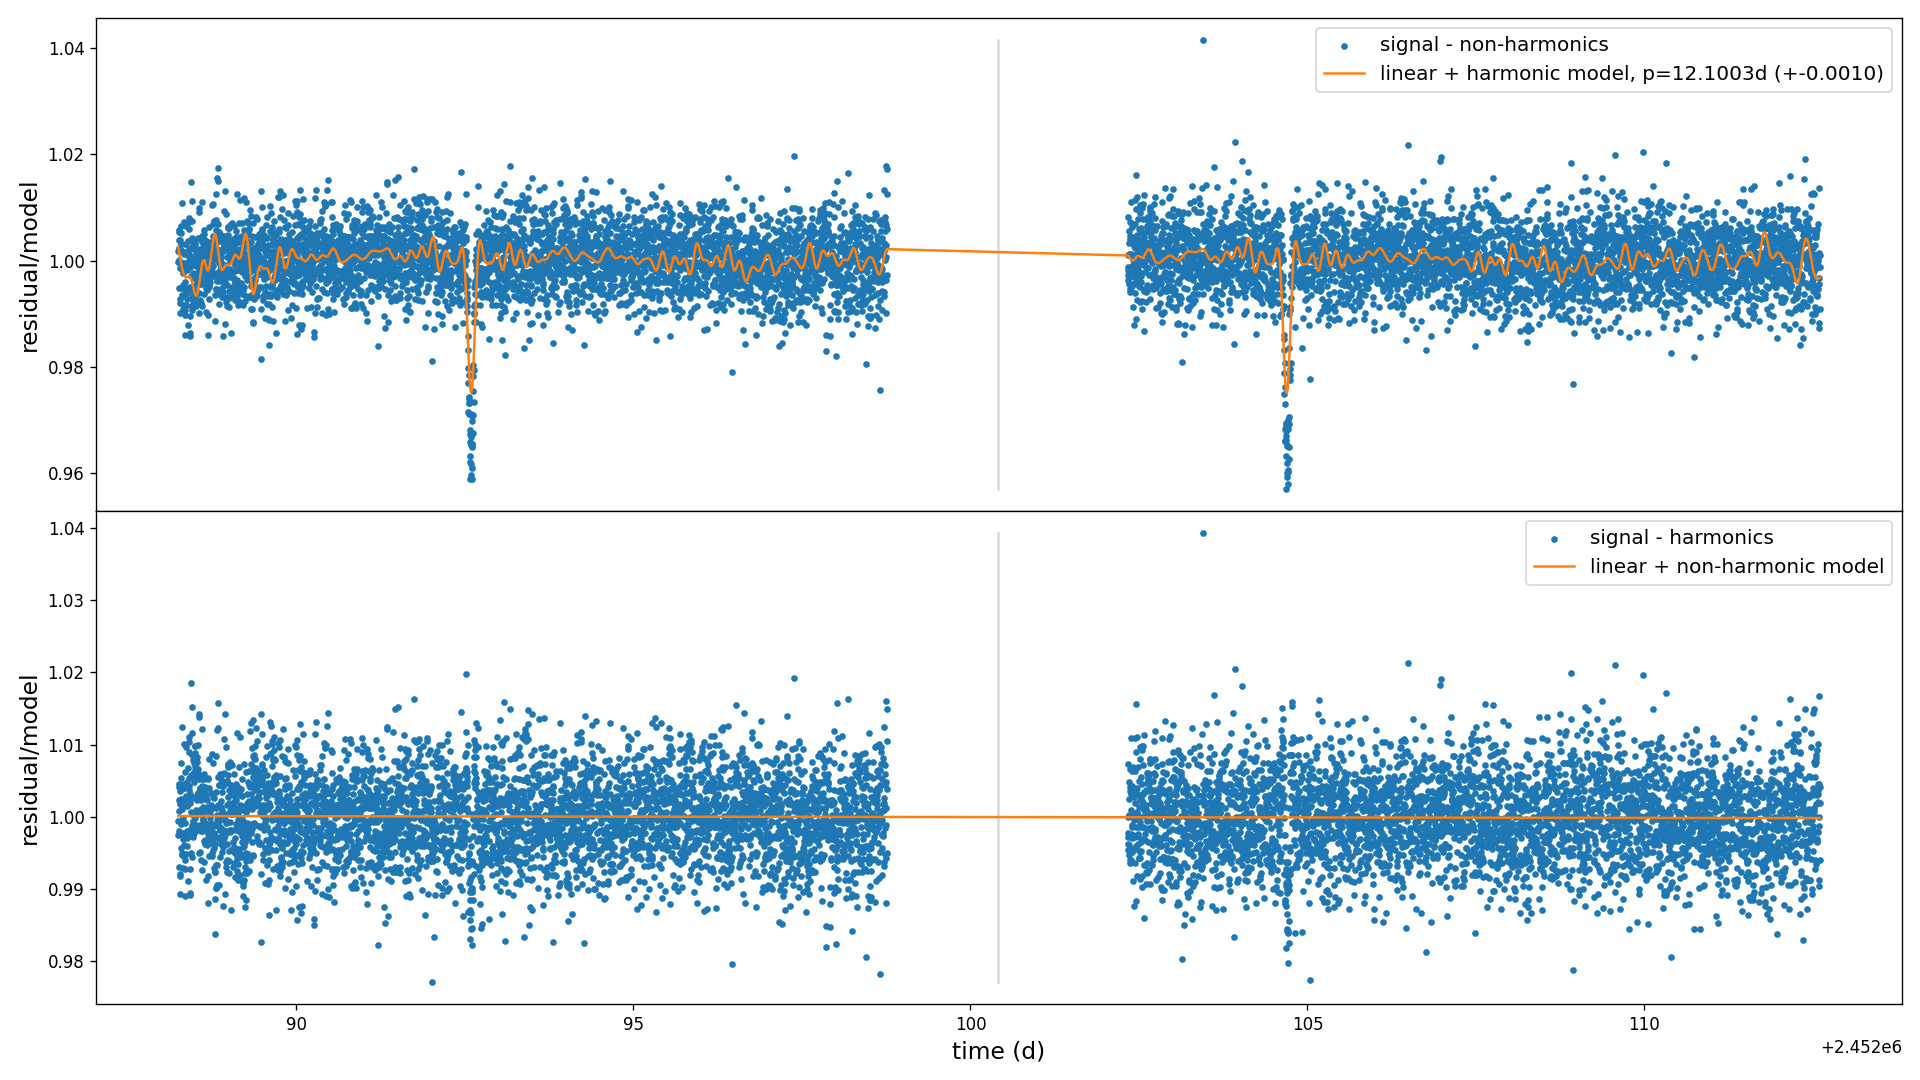 residual/model
1.04
1.02
1.00
0.98
0.96
signal - non-harmonics
linear + harmonic model, p=12.1003d (+-0.0010)
residual/model
1.04
1.03
1.02
1.01
1.00
0.99
0.98
signal - harmonics
linear + non-harmonic model
90
95
100
105
110
time (d)
+2.452e6